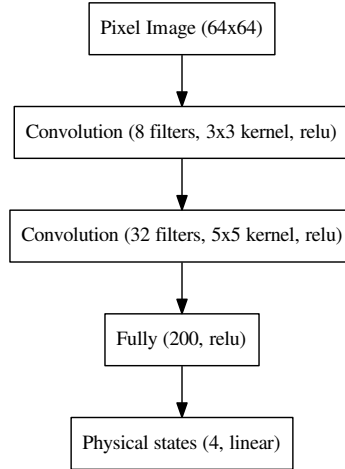 Pixel Image (64x64)
Convolution (8 filters, 3x3 kernel, relu)
Convolution (32 filters, 5x5 kernel, relu)
Fully (200, relu)
Physical states (4, linear)